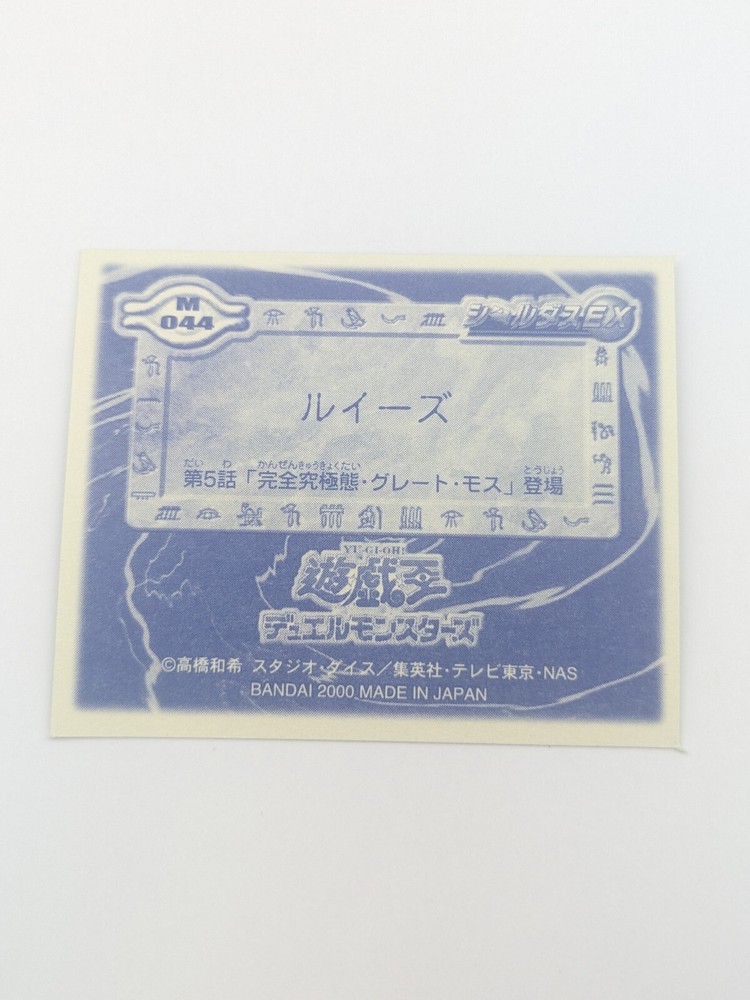 M
044
シールダスEX
ルイーズ
第5話「完全究極態・グレート・モス」登場
だい わ かんぜんきゅうきょくたい とうじょう
YU-GI-OH!
遊戯王
デュエルモンスターズ
©高橋和希 スタジオ・ダイス／集英社・テレビ東京・NAS
BANDAI 2000 MADE IN JAPAN